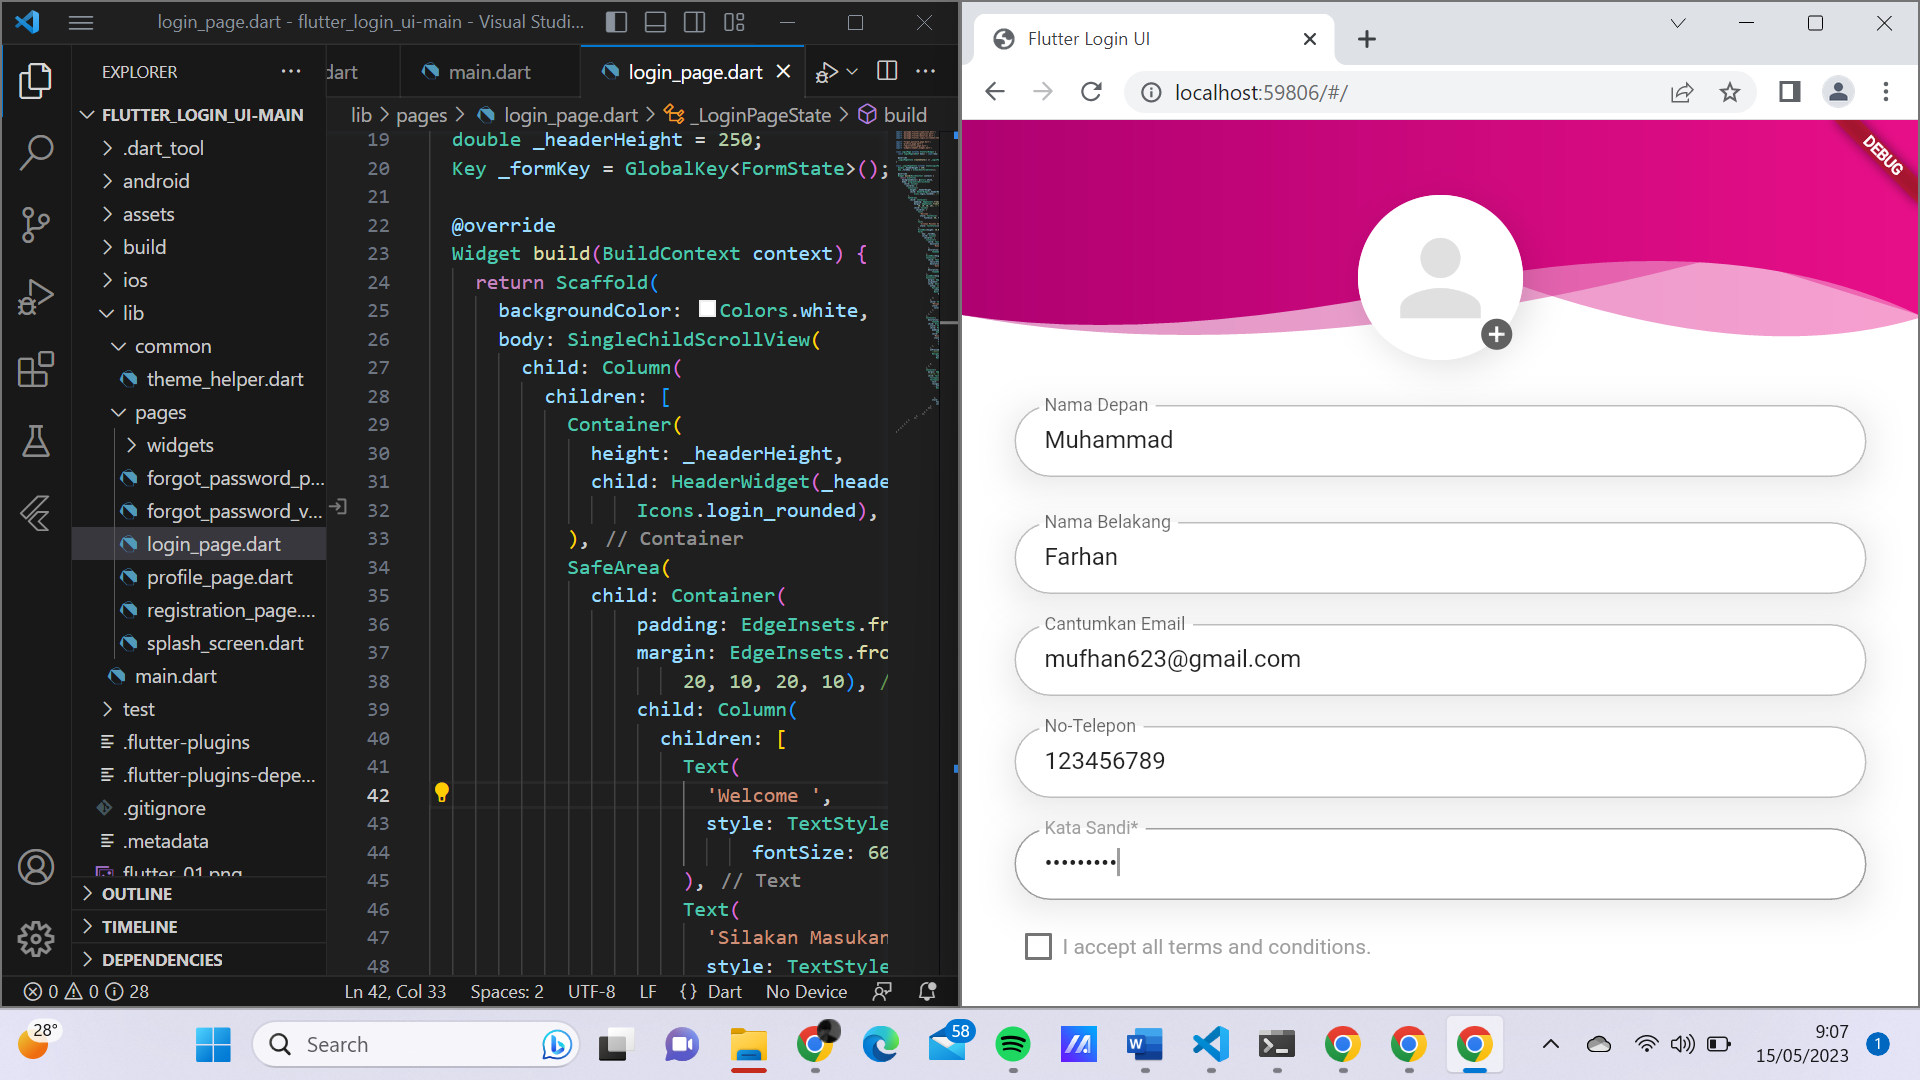 login_page.dart - flutter_login_ui-main - Visual Studi...
EXPLORER
FLUTTER_LOGIN_UI-MAIN
.dart_tool
android
assets
build
ios
lib
common
theme_helper.dart
pages
widgets
forgot_password_p...
forgot_password_v...
login_page.dart
profile_page.dart
registration_page....
splash_screen.dart
main.dart
test
.flutter-plugins
.flutter-plugins-depe...
.gitignore
.metadata
flutter_01.png
OUTLINE
TIMELINE
DEPENDENCIES
dart
main.dart
login_page.dart
lib > pages > login_page.dart > _LoginPageState > build
19 double _headerHeight = 250;
20 Key _formKey = GlobalKey<FormState>();
21
22 @override
23 Widget build(BuildContext context) {
24 return Scaffold(
25 backgroundColor: Colors.white,
26 body: SingleChildScrollView(
27 child: Column(
28 children: [
29 Container(
30 height: _headerHeight,
31 child: HeaderWidget(_heade
32 Icons.login_rounded),
33 ), // Container
34 SafeArea(
35 child: Container(
36 padding: EdgeInsets.fr
37 margin: EdgeInsets.fro
38 20, 10, 20, 10), /
39 child: Column(
40 children: [
41 Text(
42 'Welcome ',
43 style: TextStyle
44 fontSize: 60
45 ), // Text
46 Text(
47 'Silakan Masukan
48 style: TextStyle
0 0 28
Ln 42, Col 33
Spaces: 2
UTF-8
LF
{} Dart
No Device
Flutter Login UI
localhost:59806/#/
DEBUG
Nama Depan
Muhammad
Nama Belakang
Farhan
Cantumkan Email
mufhan623@gmail.com
No-Telepon
123456789
Kata Sandi*
•••••••••
I accept all terms and conditions.
28°
Search
58
9:07
15/05/2023
1